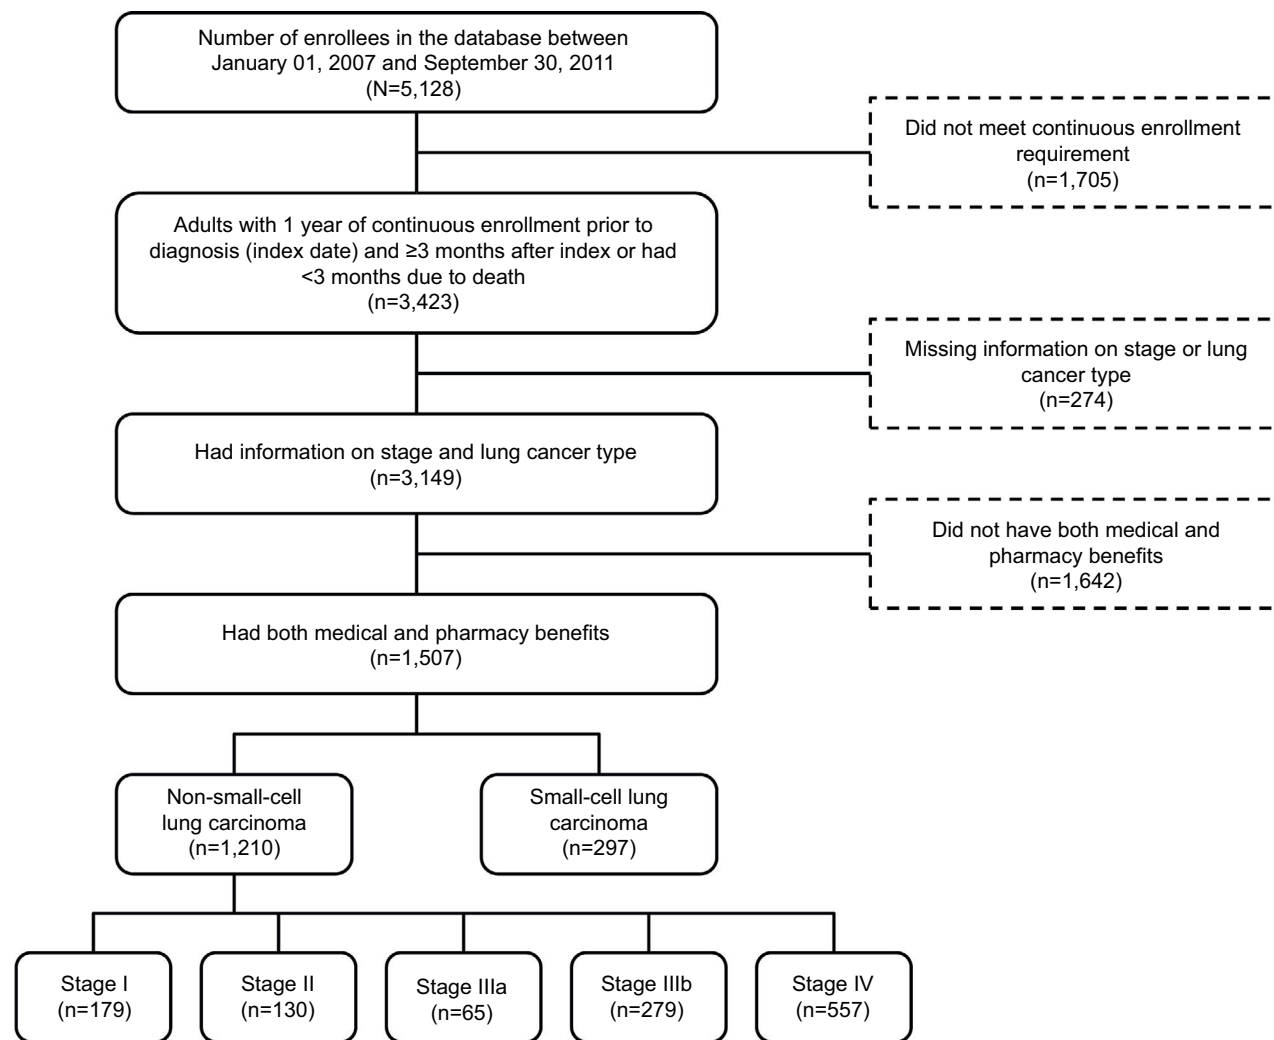 Number of enrollees in the database between
January 01, 2007 and September 30, 2011
(N=5,128)
Did not meet continuous enrollment
requirement
(n=1,705)
Adults with 1 year of continuous enrollment prior to
diagnosis (index date) and ≥3 months after index or had
<3 months due to death
(n=3,423)
Missing information on stage or lung
cancer type
(n=274)
Had information on stage and lung cancer type
(n=3,149)
Did not have both medical and
pharmacy benefits
(n=1,642)
Had both medical and pharmacy benefits
(n=1,507)
Non-small-cell
lung carcinoma
(n=1,210)
Small-cell lung
carcinoma
(n=297)
Stage I
(n=179)
Stage II
(n=130)
Stage IIIa
(n=65)
Stage IIIb
(n=279)
Stage IV
(n=557)